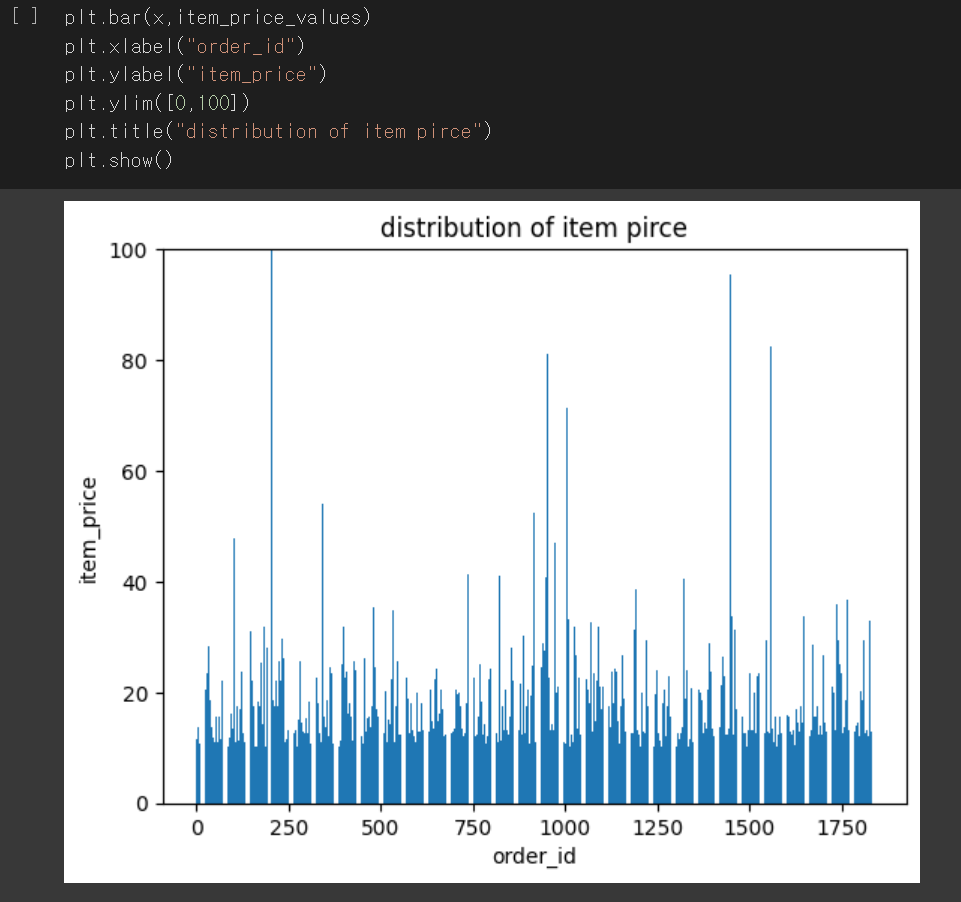 [ ] plt.bar(x,item_price_values)
plt.xlabel("order_id")
plt.ylabel("item_price")
plt.ylim([0,100])
plt.title("distribution of item pirce")
plt.show()
distribution of item pirce
100
80
60
40
20
0
item_price
0 250 500 750 1000 1250 1500 1750
order_id